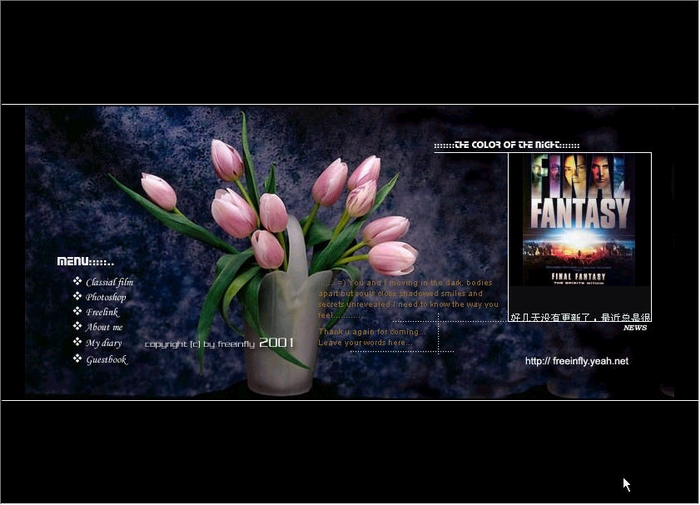 :::::::THE COLOR OF THE NIGHT:::::::
FINAL
FANTASY
FINAL FANTASY
THE SPIRITS WITHIN
MENU:::::..
Classial film
Photoshop
Freelink
About me
My diary
Guestbook
copyright [c] by freeinfly 2001
..... =) You and I moving in the dark, bodies
apart but souls close. shadowed smiles and
secrets unrevealed.I need to know the way you
feel............
Thank u again for coming...
Leave your words here...
好几天没有更新了，最近总是很
NEWS
http:// freeinfly.yeah.net